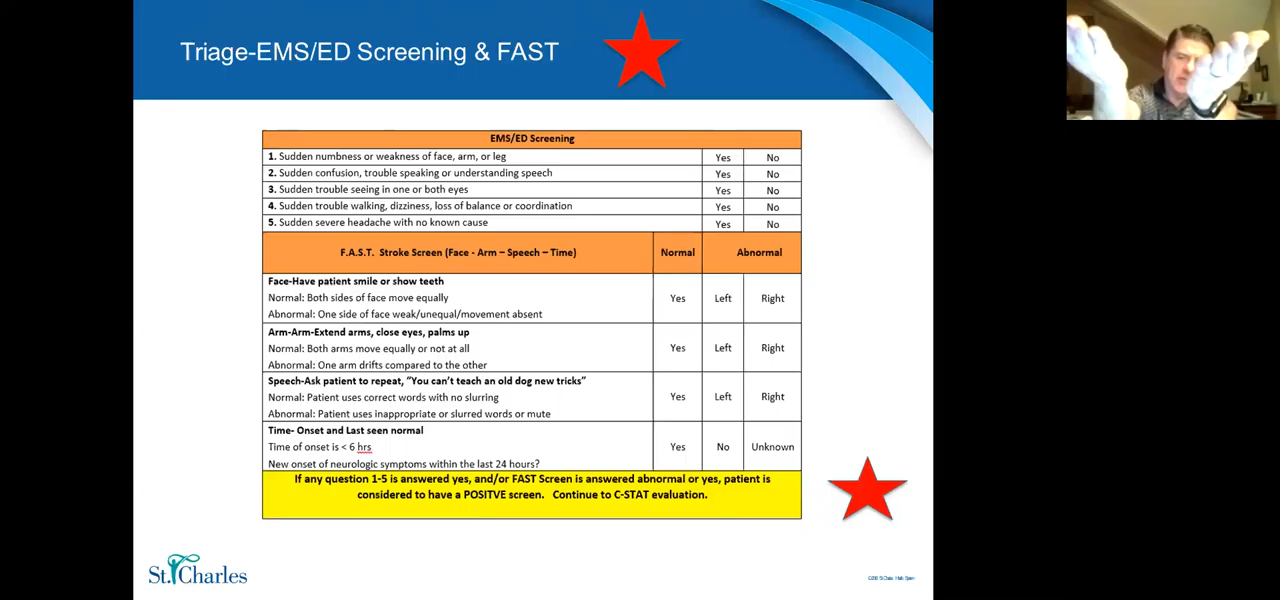 Triage-EMS/ED Screening & FAST
EMS/ED Screening
1. Sudden numbness or weakness of face, arm, or leg Yes No
2. Sudden confusion, trouble speaking or understanding speech Yes No
3. Sudden trouble seeing in one or both eyes Yes No
4. Sudden trouble walking, dizziness, loss of balance or coordination Yes No
5. Sudden severe headache with no known cause Yes No
F.A.S.T. Stroke Screen (Face - Arm – Speech – Time) Normal Abnormal
Face-Have patient smile or show teeth
Normal: Both sides of face move equally Yes Left Right
Abnormal: One side of face weak/unequal/movement absent
Arm-Arm-Extend arms, close eyes, palms up
Normal: Both arms move equally or not at all Yes Left Right
Abnormal: One arm drifts compared to the other
Speech-Ask patient to repeat, "You can't teach an old dog new tricks"
Normal: Patient uses correct words with no slurring Yes Left Right
Abnormal: Patient uses inappropriate or slurred words or mute
Time- Onset and Last seen normal
Time of onset is < 6 hrs Yes No Unknown
New onset of neurologic symptoms within the last 24 hours?
If any question 1-5 is answered yes, and/or FAST Screen is answered abnormal or yes, patient is
considered to have a POSITVE screen. Continue to C-STAT evaluation.
St. Charles